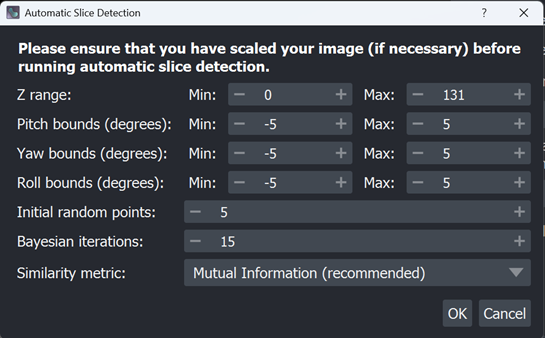 Automatic Slice Detection ? ×
Please ensure that you have scaled your image (if necessary) before
running automatic slice detection.
Z range: Min: − 0 + Max: − 131 +
Pitch bounds (degrees): Min: − -5 + Max: − 5 +
Yaw bounds (degrees): Min: − -5 + Max: − 5 +
Roll bounds (degrees): Min: − -5 + Max: − 5 +
Initial random points: − 5 +
Bayesian iterations: − 15 +
Similarity metric: Mutual Information (recommended)
OK Cancel